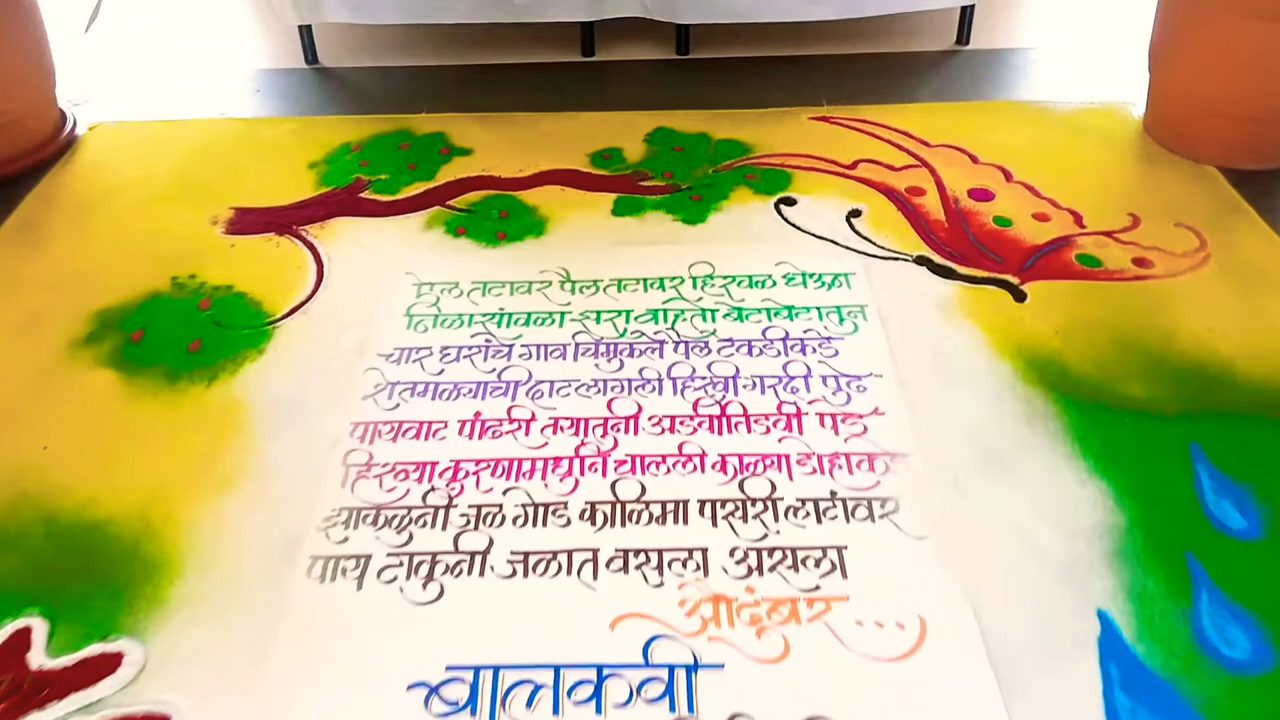 ऐल तटावर पैल तटावर हिरवळ घेऊन
निळासांवळा झरा वाहतो बेटाबेटातुन
चार घरांचे गाव चिमुकले पैल टेकडीकडे
शेतमळ्यांची दाट लागली हिरवी गरदी पुढे
पायवाट पांढरी तयातुनी अडवीतिडवी पडे
हिरव्या कुरणामधुनि चालली काळ्या डोहाकडे
झाकळुनी जळ गोड काळिमा पसरी लाटांवर
पाय टाकुनी जळात बसला असला
औदुंबर ...
बालकवी